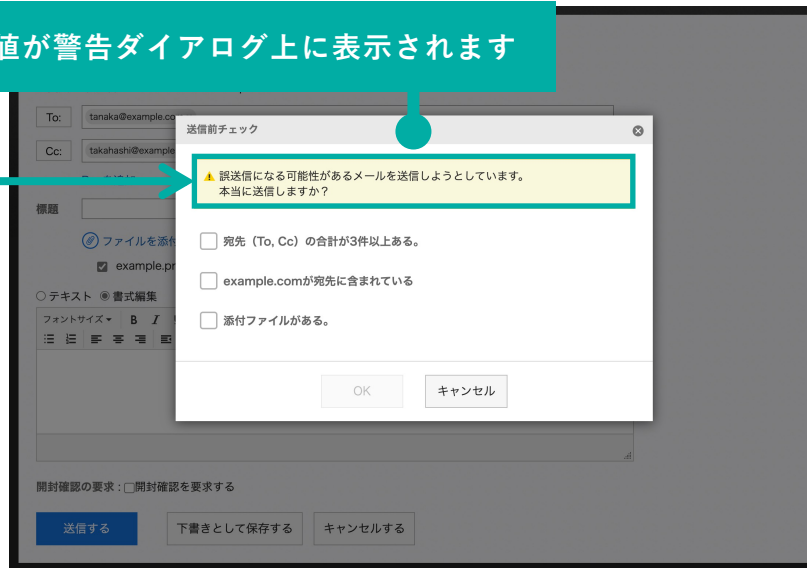 値が警告ダイアログ上に表示されます
To:
tanaka@example.co
Cc:
takahashi@example
送信前チェック
⚠ 誤送信になる可能性があるメールを送信しようとしています。
本当に送信しますか？
標題
ファイルを添付
example.pr
宛先（To, Cc）の合計が3件以上ある。
example.comが宛先に含まれている
添付ファイルがある。
テキスト 書式編集
フォントサイズ B I
OK キャンセル
開封確認の要求 : 開封確認を要求する
送信する 下書きとして保存する キャンセルする